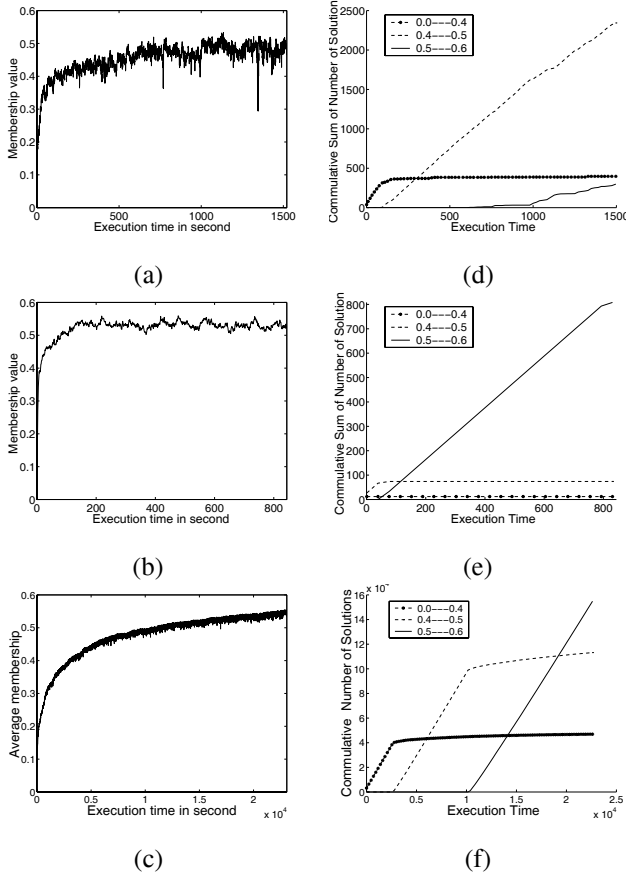 0.6
0.5
0.4
0.3
0.2
0.1
0
0 500 1000 1500
Membership value
Execution time in second
(a)
2500
2000
1500
1000
500
0
0 500 1000 1500
Commulative Sum of Number of Solution
Execution Time
0.0---0.4
0.4---0.5
0.5---0.6
(d)
0.6
0.5
0.4
0.3
0.2
0.1
0
0 200 400 600 800
Membership value
Execution time in second
(b)
800
700
600
500
400
300
200
100
0
0 200 400 600 800
Commulative Sum of Number of Solution
Execution Time
0.0---0.4
0.4---0.5
0.5---0.6
(e)
0.6
0.5
0.4
0.3
0.2
0.1
0
0 0.5 1 1.5 2
x 10⁴
Average membership
Execution time in second
(c)
16
14
12
10
8
6
4
2
0
0 0.5 1 1.5 2 2.5
x 10⁴
Commulative Number of Solutions
Execution Time
0.0---0.4
0.4---0.5
0.5---0.6
(f)